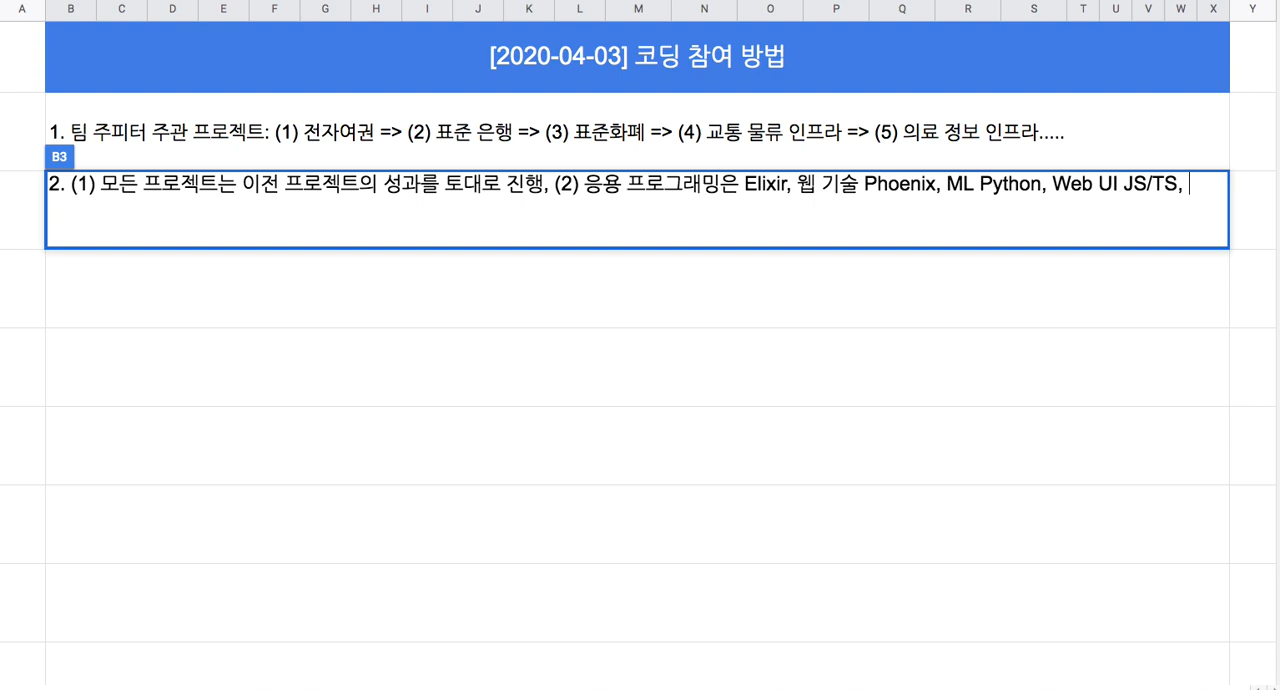 A B C D E F G H I J K L M N O P Q R S T U V W X Y
[2020-04-03] 코딩 참여 방법
1. 팀 주피터 주관 프로젝트: (1) 전자여권 => (2) 표준 은행 => (3) 표준화폐 => (4) 교통 물류 인프라 => (5) 의료 정보 인프라.....
B3
2. (1) 모든 프로젝트는 이전 프로젝트의 성과를 토대로 진행, (2) 응용 프로그래밍은 Elixir, 웹 기술 Phoenix, ML Python, Web UI JS/TS,